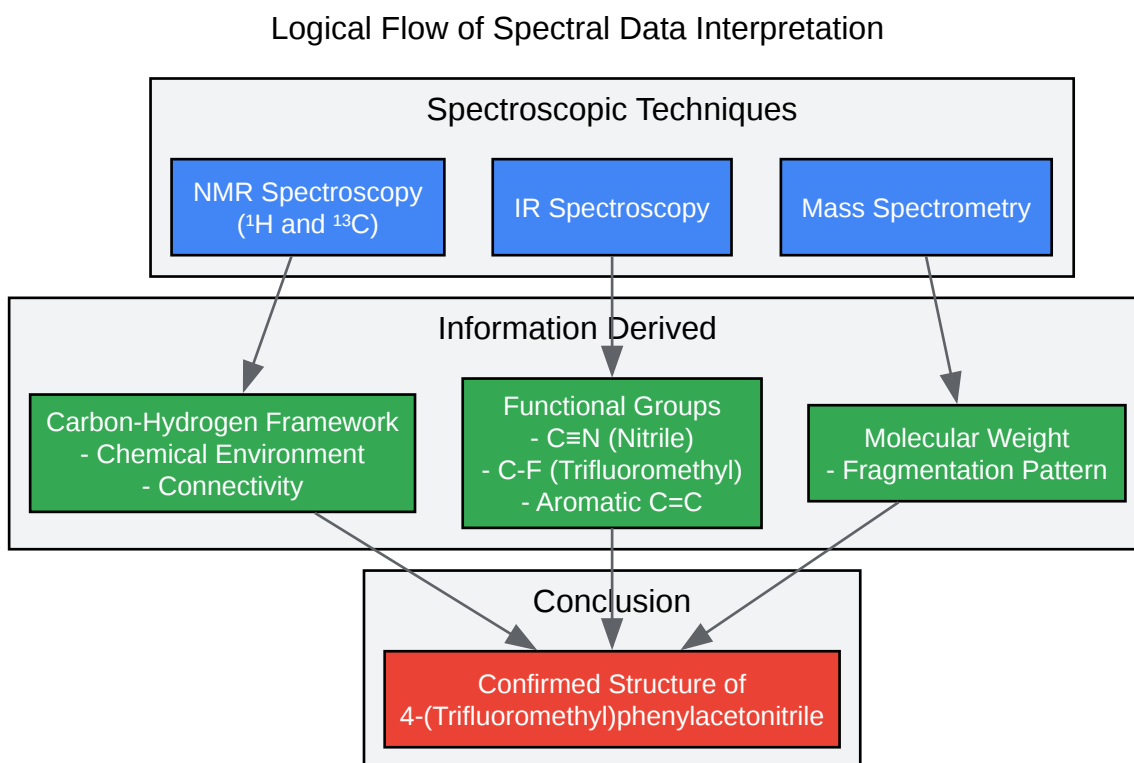 Logical Flow of Spectral Data Interpretation
Spectroscopic Techniques
NMR Spectroscopy
(¹H and ¹³C)
IR Spectroscopy
Mass Spectrometry
Information Derived
Carbon-Hydrogen Framework
- Chemical Environment
- Connectivity
Functional Groups
- C≡N (Nitrile)
- C-F (Trifluoromethyl)
- Aromatic C=C
Molecular Weight
- Fragmentation Pattern
Conclusion
Confirmed Structure of
4-(Trifluoromethyl)phenylacetonitrile